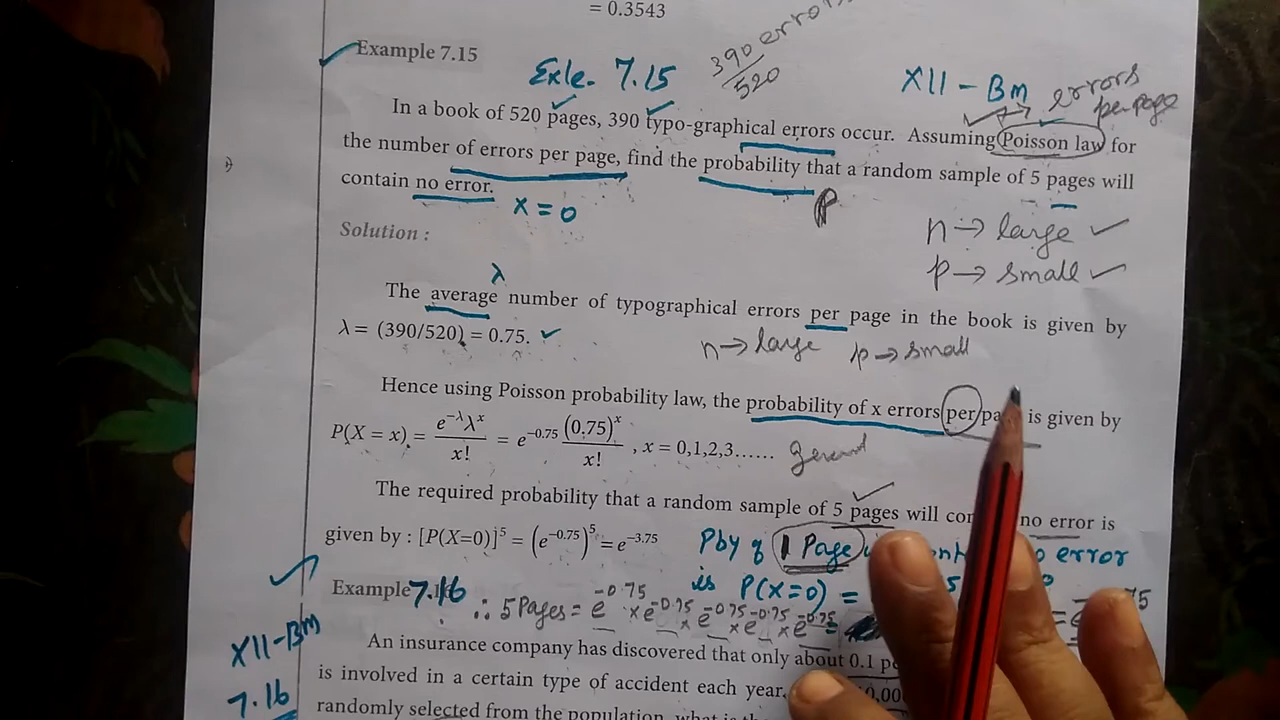 = 0.3543
Example 7.15
Exle. 7.15
390 errors
520
XII - BM
errors
per page
In a book of 520 pages, 390 typo-graphical errors occur. Assuming Poisson law for
the number of errors per page, find the probability that a random sample of 5 pages will
contain no error.
x = 0
P
Solution :
n → large ✓
p → small ✓
λ
The average number of typographical errors per page in the book is given by
λ = (390/520) = 0.75. ✓
n → large p → small
Hence using Poisson probability law, the probability of x errors per is given by
P(X = x) = e^{-λ}λ^x / x! = e^{-0.75} (0.75)^x / x! , x = 0,1,2,3......
general
The required probability that a random sample of 5 pages will no error is
given by : [P(X=0)]^5 = (e^{-0.75})^5 = e^{-3.75}
Pby of 1 Page error
is P(X=0) =
∴ 5 Pages = e^{-0.75} × e^{-0.75} × e^{-0.75} × e^{-0.75} × e^{-0.75} =
Example 7.16
XII-BM
7.16
An insurance company has discovered that only about 0.1
is involved in a certain type of accident each year.
randomly selected from the population, what is